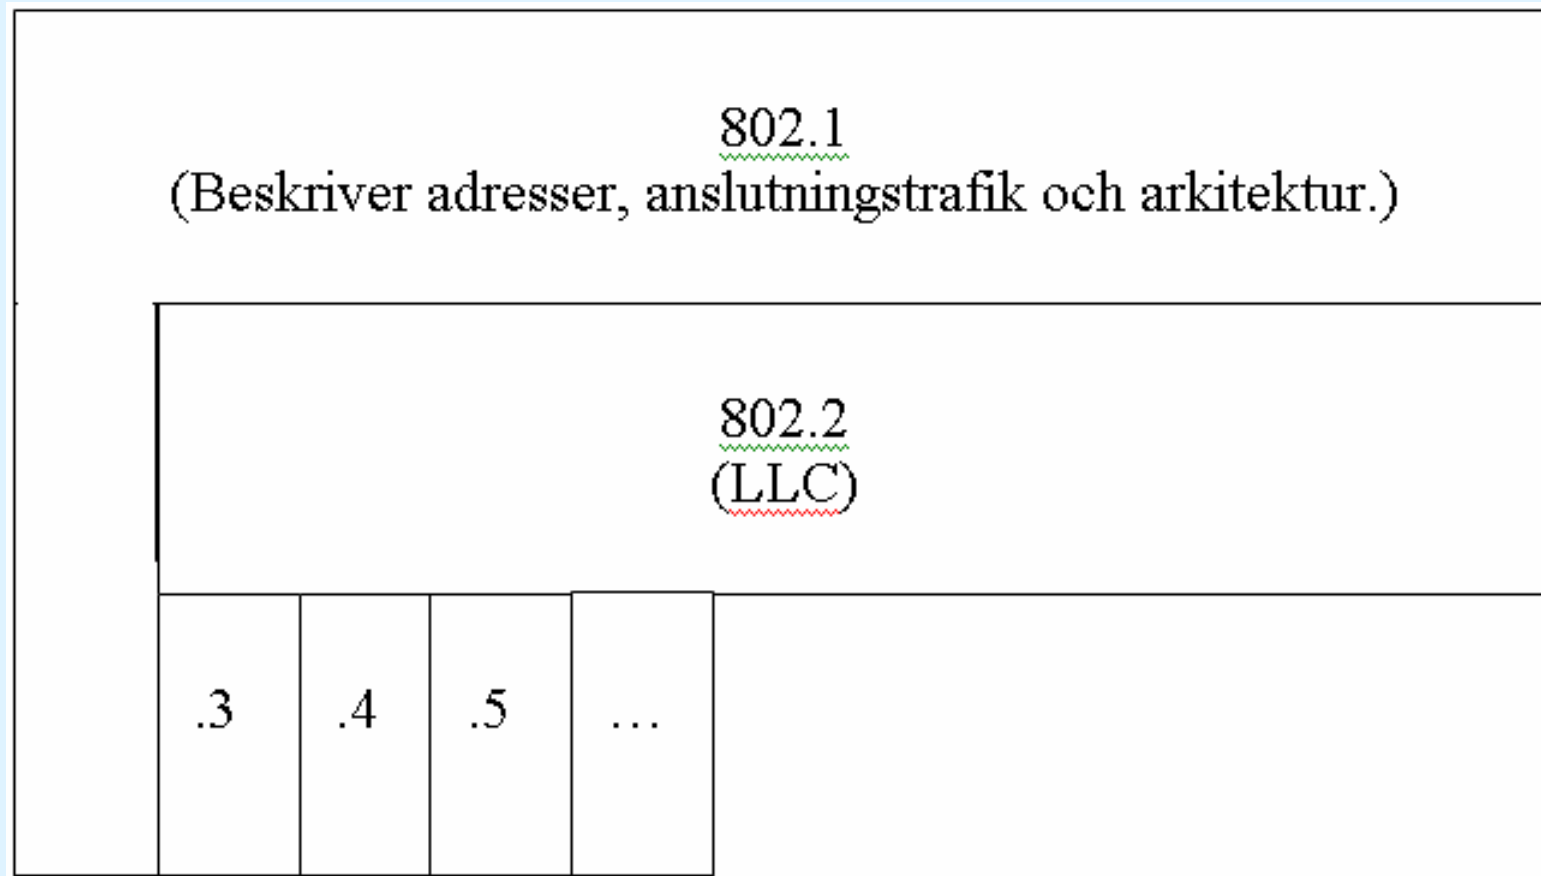 802.1
(Beskriver adresser, anslutningstrafik och arkitektur.)
802.2
(LLC)
.3 .4 .5 ...